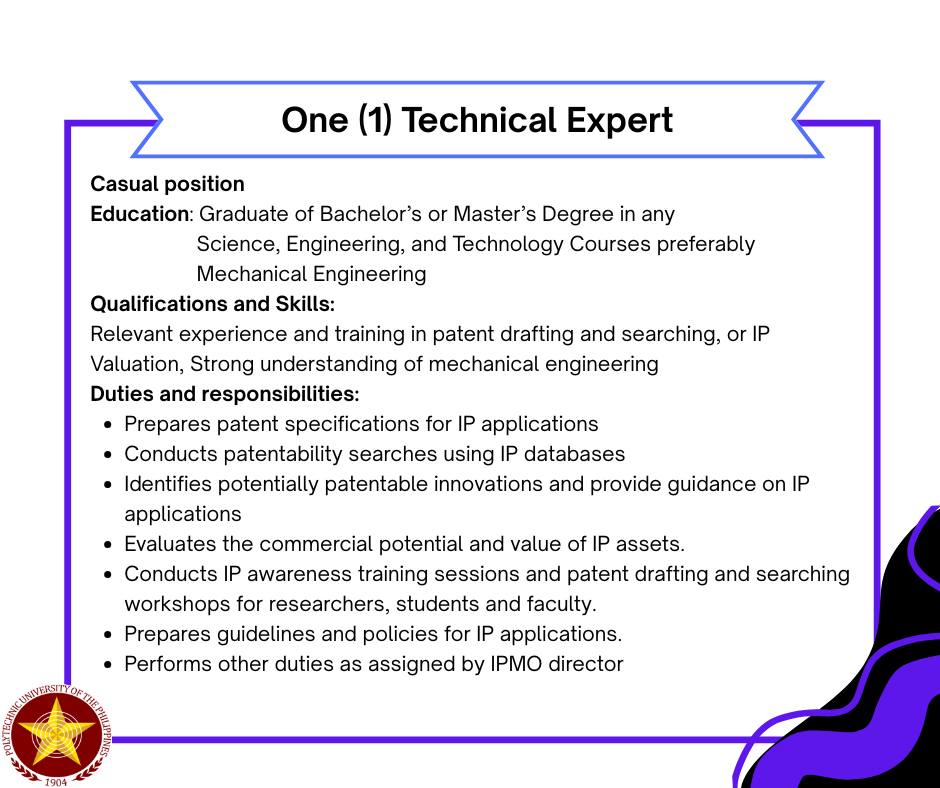 One (1) Technical Expert
Casual position
Education: Graduate of Bachelor’s or Master’s Degree in any
Science, Engineering, and Technology Courses preferably
Mechanical Engineering
Qualifications and Skills:
Relevant experience and training in patent drafting and searching, or IP
Valuation, Strong understanding of mechanical engineering
Duties and responsibilities:
• Prepares patent specifications for IP applications
• Conducts patentability searches using IP databases
• Identifies potentially patentable innovations and provide guidance on IP
applications
• Evaluates the commercial potential and value of IP assets.
• Conducts IP awareness training sessions and patent drafting and searching
workshops for researchers, students and faculty.
• Prepares guidelines and policies for IP applications.
• Performs other duties as assigned by IPMO director
POLYTECHNIC UNIVERSITY OF THE PHILIPPINES
1904